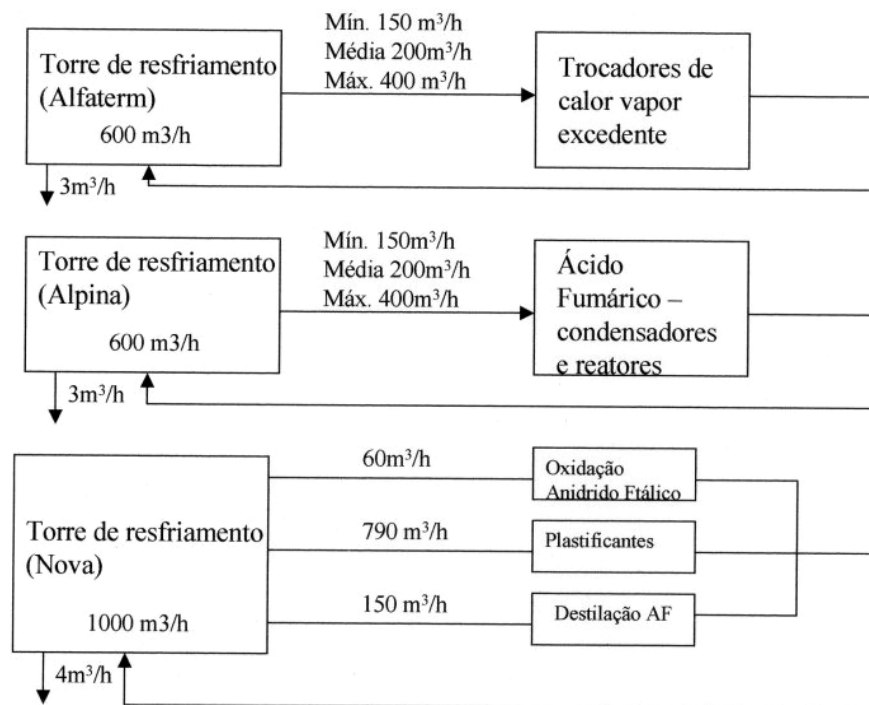 Torre de resfriamento
(Alfaterm)
600 m3/h
3m³/h
Mín. 150 m³/h
Média 200m³/h
Máx. 400 m³/h
Trocadores de
calor vapor
excedente
Torre de resfriamento
(Alpina)
600 m3/h
3m³/h
Mín. 150m³/h
Média 200m³/h
Máx. 400m³/h
Ácido
Fumárico –
condensadores
e reatores
Torre de resfriamento
(Nova)
1000 m3/h
4m³/h
60m³/h
Oxidação
Anidrido Ftálico
790 m³/h
Plastificantes
150 m³/h
Destilação AF